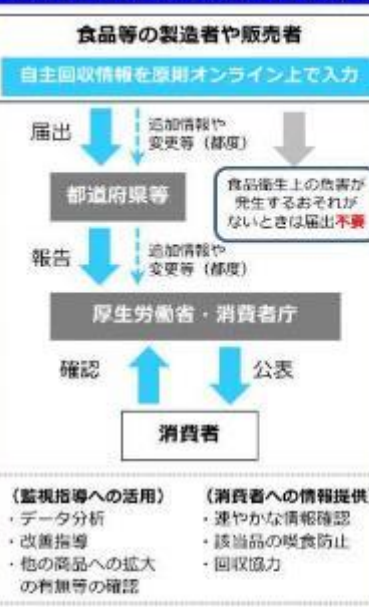 食品等の製造者や販売者
自主回収情報を原則オンライン上で入力
届出
追加情報や
変更等（都度）
都道府県等
食品衛生上の危害が
発生するおそれが
ないときは届出不要
報告
追加情報や
変更等（都度）
厚生労働省・消費者庁
確認
公表
消費者
（監視指導への活用）
・データ分析
・改善指導
・他の商品への拡大
の有無等の確認
（消費者への情報提供）
・速やかな情報確認
・該当品の喫食防止
・回収協力